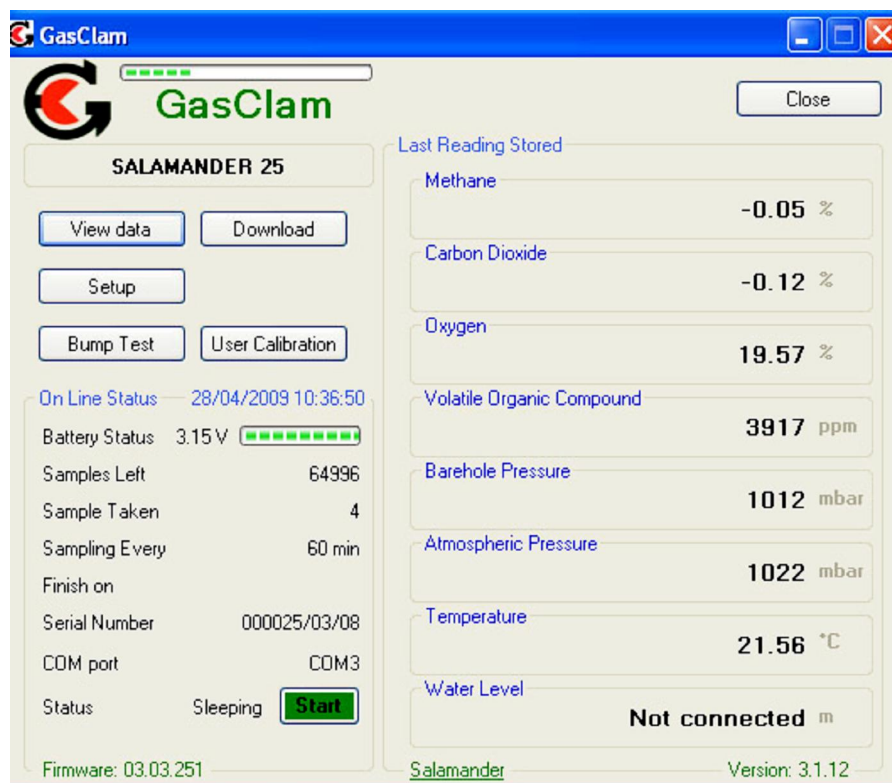 GasClam
GasClam
Close
SALAMANDER 25
View data
Download
Setup
Bump Test
User Calibration
On Line Status 28/04/2009 10:36:50
Battery Status 3.15 V
Samples Left 64996
Sample Taken 4
Sampling Every 60 min
Finish on
Serial Number 000025/03/08
COM port COM3
Status Sleeping Start
Firmware: 03.03.251
Last Reading Stored
Methane
-0.05 %
Carbon Dioxide
-0.12 %
Oxygen
19.57 %
Volatile Organic Compound
3917 ppm
Barehole Pressure
1012 mbar
Atmospheric Pressure
1022 mbar
Temperature
21.56 °C
Water Level
Not connected m
Salamander
Version: 3.1.12